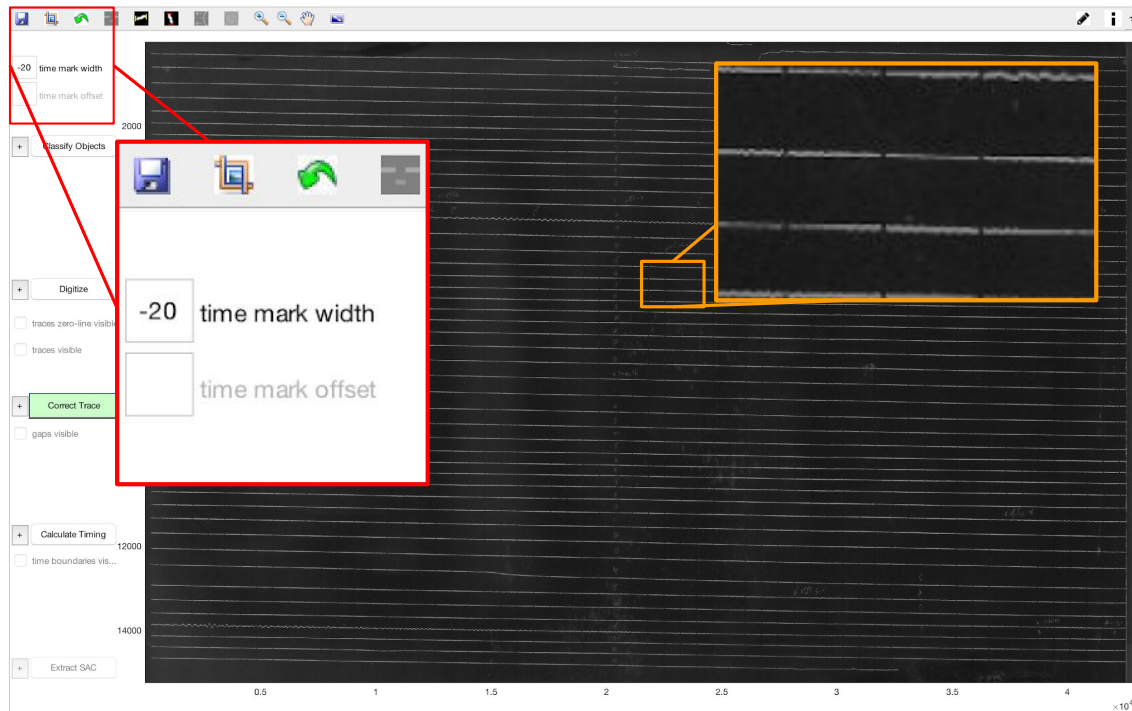 -20 time mark width
time mark offset
+ Classify Objects
+ Digitize
traces zero-line visible
traces visible
+ Correct Trace
gaps visible
+ Calculate Timing
time boundaries vis...
+ Extract SAC
-20 time mark width
time mark offset
2000
12000
14000
0.5 1 1.5 2 2.5 3 3.5 4
×10⁴